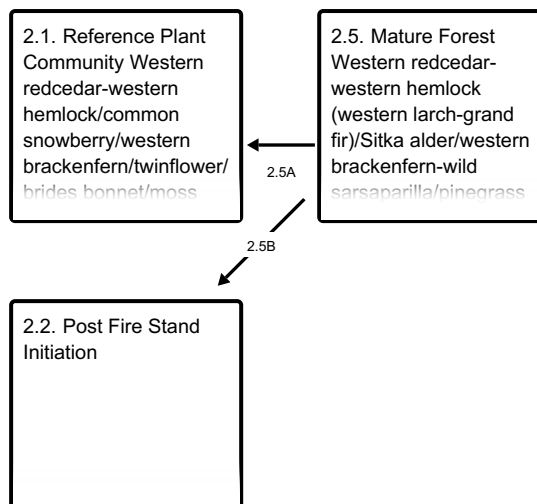 2.1. Reference Plant
Community Western
redcedar-western
hemlock/common
snowberry/western
brackenfern/twinflower/
brides bonnet/moss
2.5. Mature Forest
Western redcedar-
western hemlock
(western larch-grand
fir)/Sitka alder/western
brackenfern-wild
sarsaparilla/pinegrass
2.5A
2.5B
2.2. Post Fire Stand
Initiation